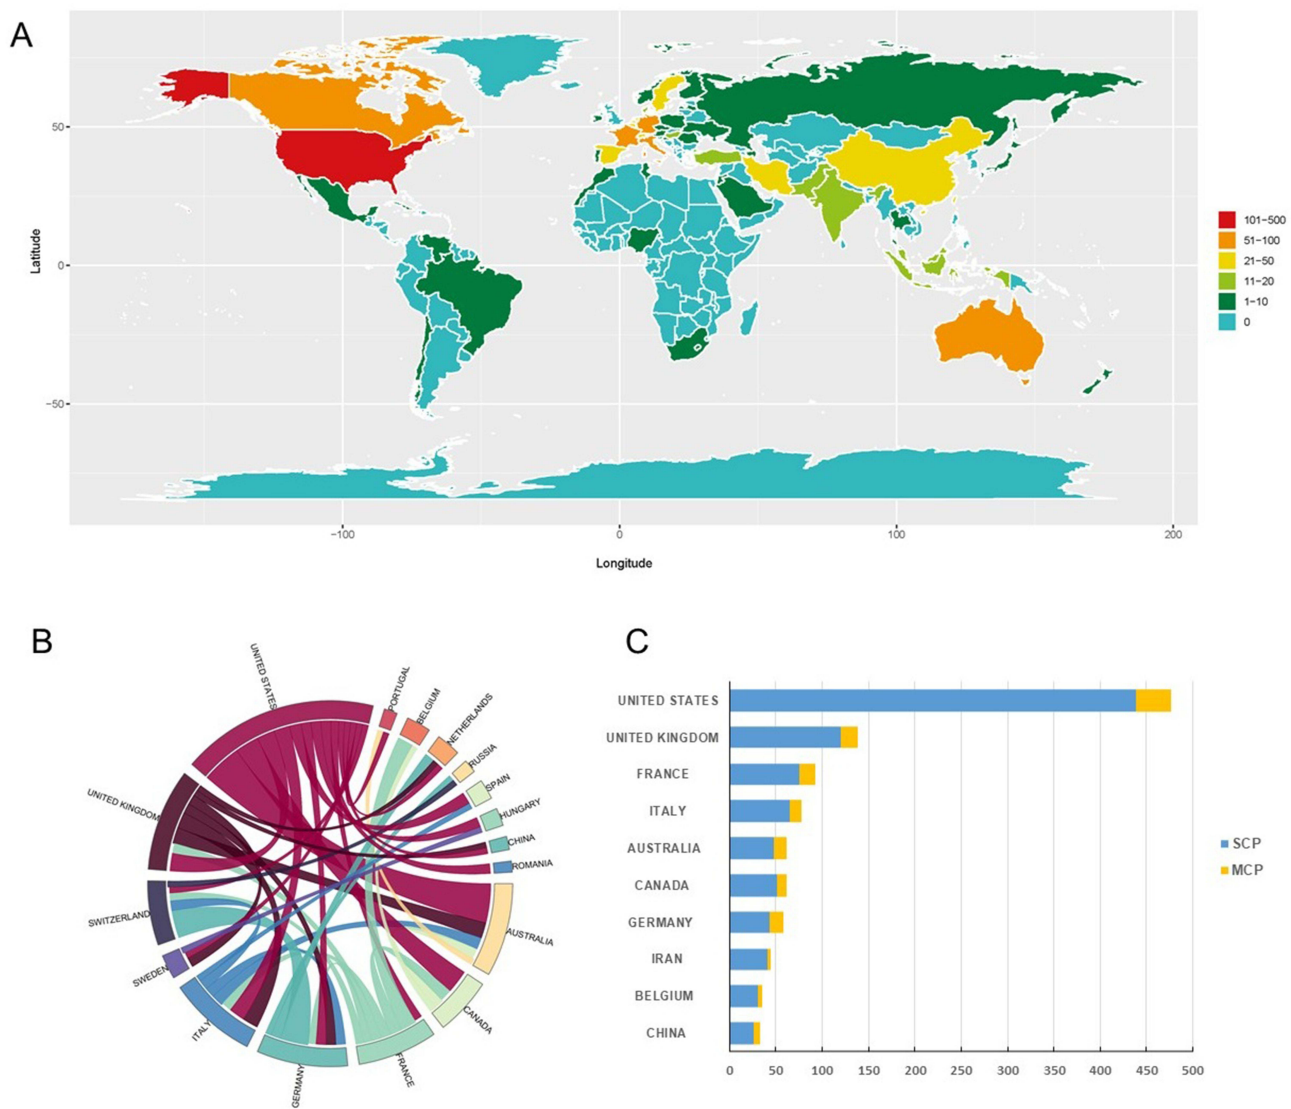 A
Latitude
50
0
−50
−100
0
100
200
Longitude
101−500
51−100
21−50
11−20
1−10
0
B
UNITED STATES
PORTUGAL
BELGIUM
NETHERLANDS
RUSSIA
SPAIN
HUNGARY
CHINA
ROMANIA
AUSTRALIA
CANADA
FRANCE
GERMANY
ITALY
SWEDEN
SWITZERLAND
UNITED KINGDOM
C
UNITED STATES
UNITED KINGDOM
FRANCE
ITALY
AUSTRALIA
CANADA
GERMANY
IRAN
BELGIUM
CHINA
0 50 100 150 200 250 300 350 400 450 500
SCP
MCP